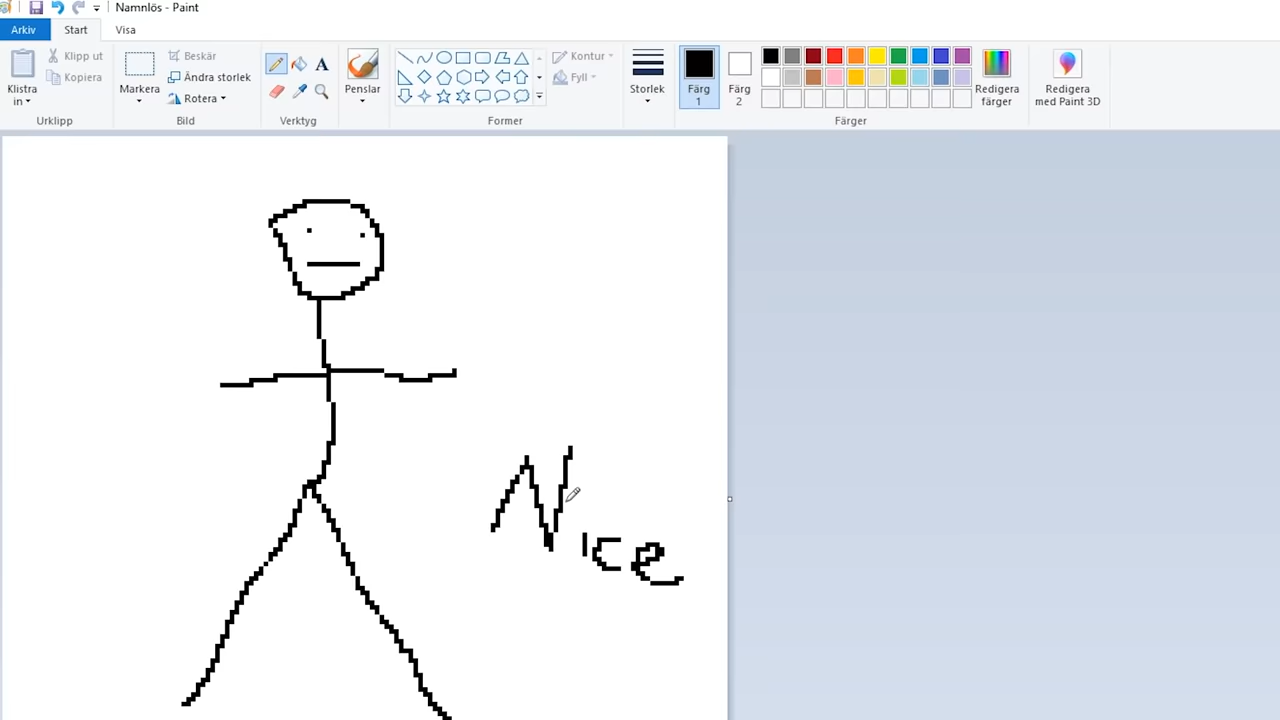 Namnlös - Paint
Arkiv Start Visa
Klistra in
Klipp ut
Kopiera
Urklipp
Markera
Beskär
Ändra storlek
Rotera
Bild
A
Verktyg
Penslar
Former
Kontur
Fyll
Storlek
Färg 1
Färg 2
Färger
Redigera färger
Redigera med Paint 3D
Nice